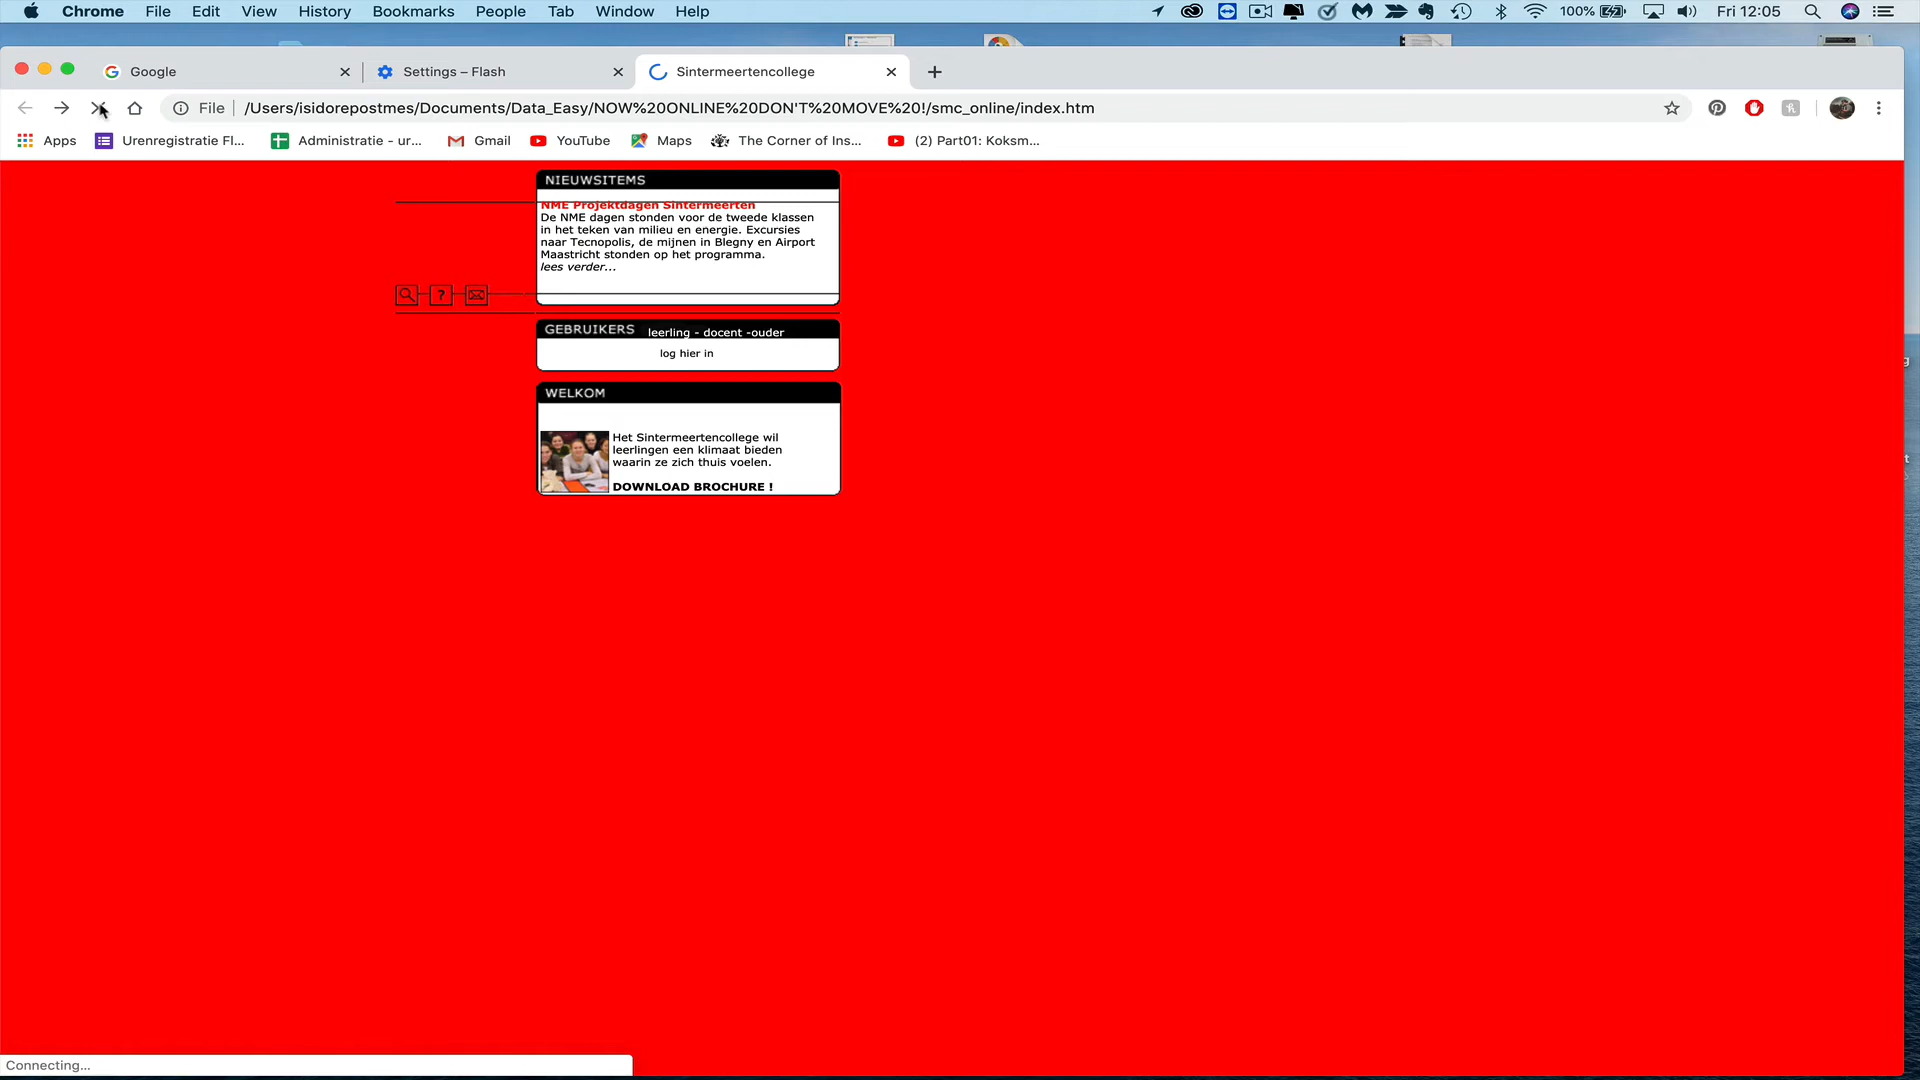 Chrome File Edit View History Bookmarks People Tab Window Help 100% Fri 12:05
Google Settings – Flash Sintermeertencollege
File /Users/isidorepostmes/Documents/Data_Easy/NOW%20ONLINE%20DON'T%20MOVE%20!/smc_online/index.htm
Apps Urenregistratie Fl... Administratie - ur... Gmail YouTube Maps The Corner of Ins... (2) Part01: Koksm...
NIEUWSITEMS
NME Projektdagen Sintermeerten
De NME dagen stonden voor de tweede klassen
in het teken van milieu en energie. Excursies
naar Tecnopolis, de mijnen in Blegny en Airport
Maastricht stonden op het programma.
lees verder...
?
GEBRUIKERS leerling - docent -ouder
log hier in
WELKOM
Het Sintermeertencollege wil
leerlingen een klimaat bieden
waarin ze zich thuis voelen.
DOWNLOAD BROCHURE !
Connecting...